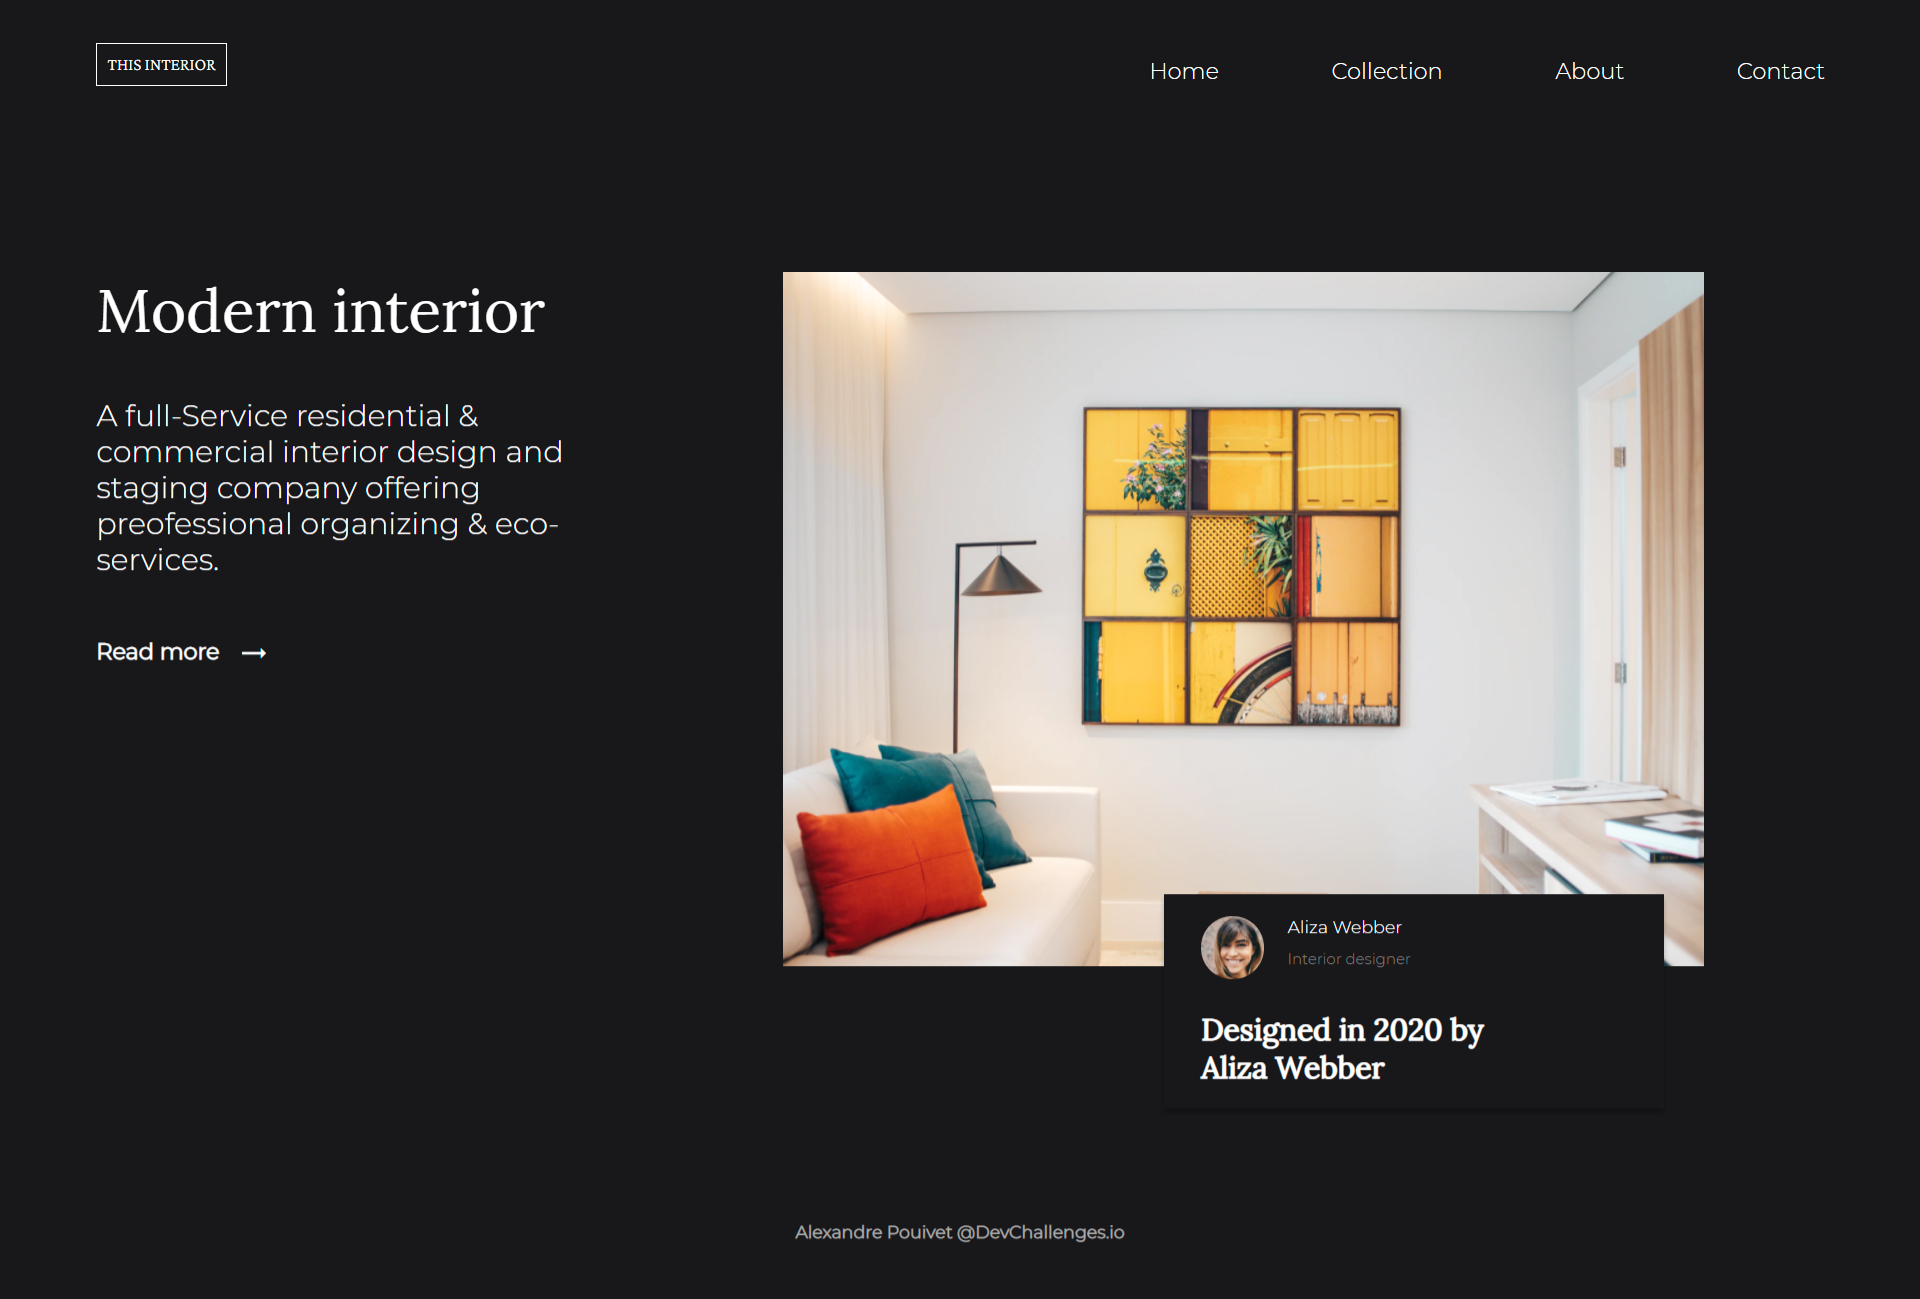 THIS INTERIOR
Home
Collection
About
Contact
Modern interior
A full-Service residential &
commercial interior design and
staging company offering
preofessional organizing & eco-
services.
Read more
Aliza Webber
Interior designer
Designed in 2020 by
Aliza Webber
Alexandre Pouivet @DevChallenges.io